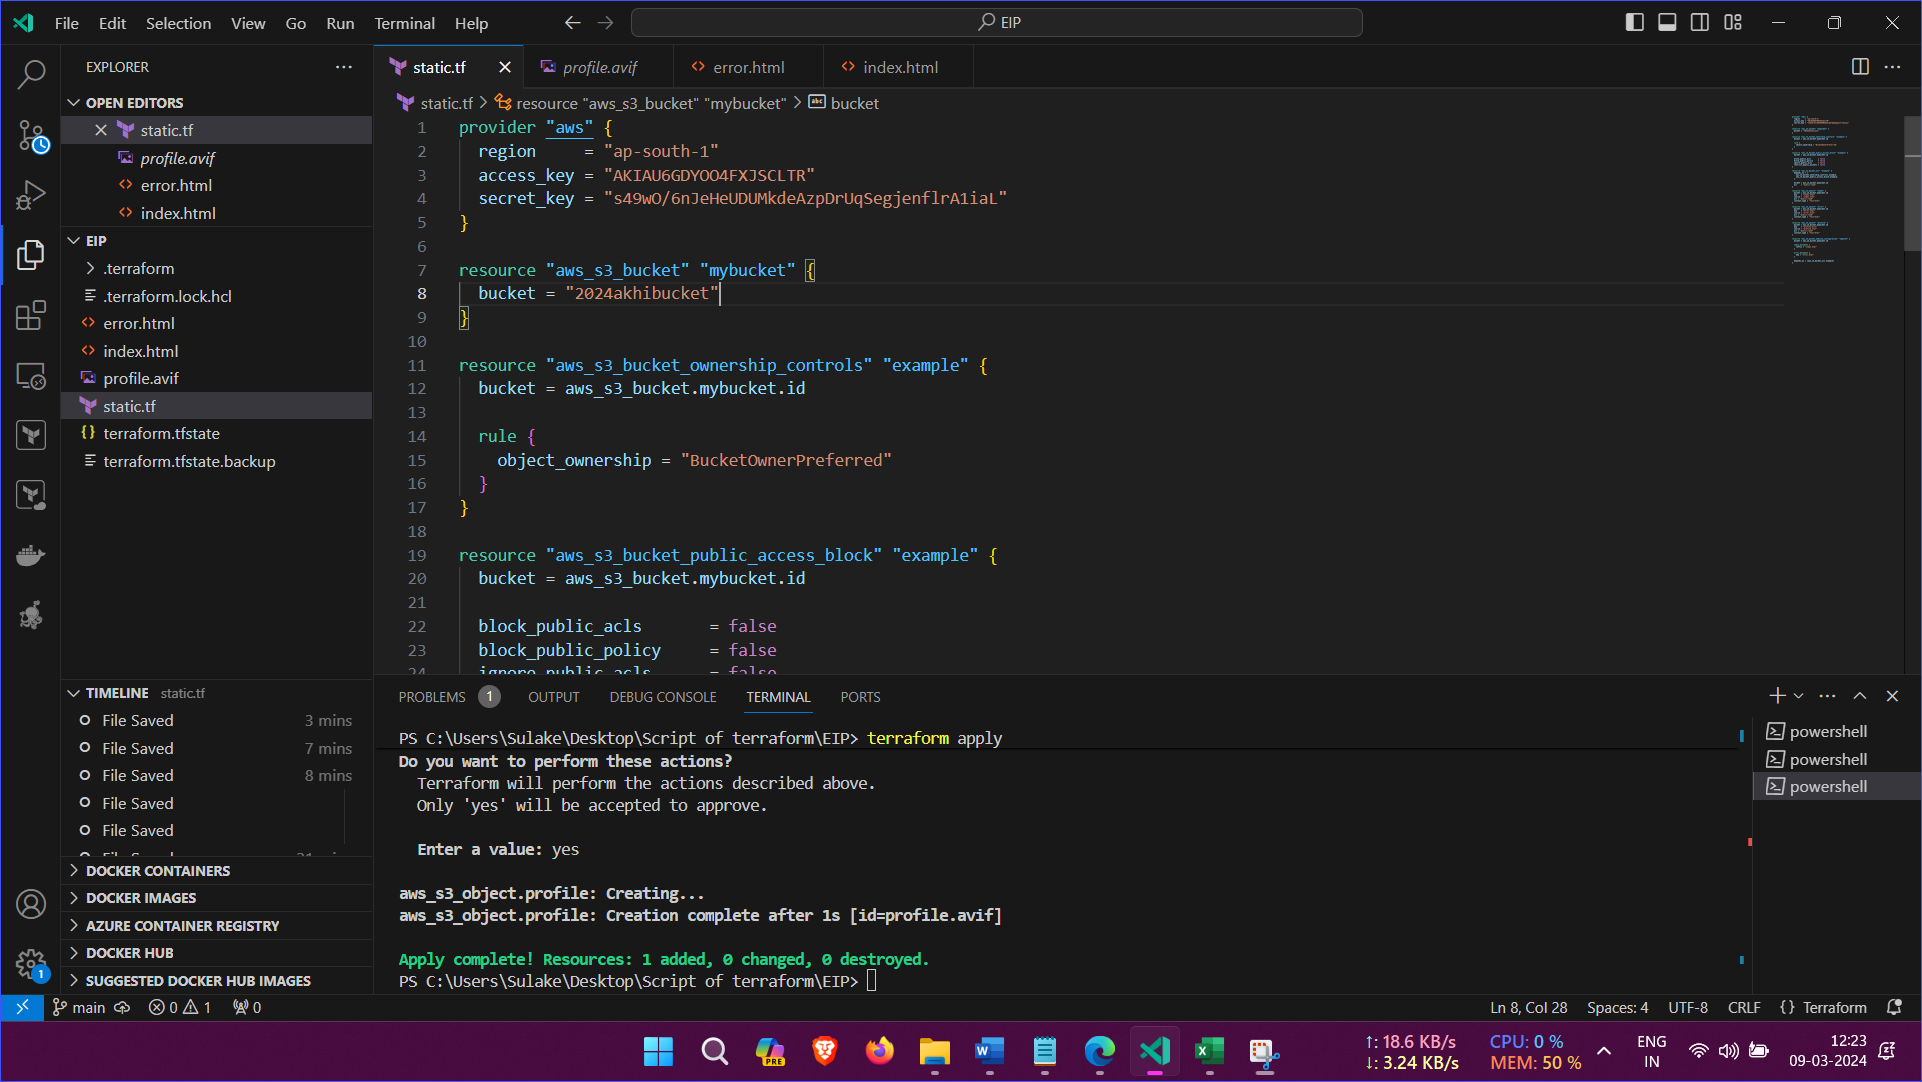 File Edit Selection View Go Run Terminal Help
EIP
EXPLORER
OPEN EDITORS
static.tf
profile.avif
error.html
index.html
EIP
.terraform
.terraform.lock.hcl
error.html
index.html
profile.avif
static.tf
terraform.tfstate
terraform.tfstate.backup
TIMELINE static.tf
File Saved 3 mins
File Saved 7 mins
File Saved 8 mins
File Saved
File Saved
DOCKER CONTAINERS
DOCKER IMAGES
AZURE CONTAINER REGISTRY
DOCKER HUB
SUGGESTED DOCKER HUB IMAGES
static.tf profile.avif error.html index.html
static.tf > resource "aws_s3_bucket" "mybucket" > abc bucket
1 provider "aws" {
2 region = "ap-south-1"
3 access_key = "AKIAU6GDYOO4FXJSCLTR"
4 secret_key = "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"
5 }
6
7 resource "aws_s3_bucket" "mybucket" {
8 bucket = "2024akhibucket"
9 }
10
11 resource "aws_s3_bucket_ownership_controls" "example" {
12 bucket = aws_s3_bucket.mybucket.id
13
14 rule {
15 object_ownership = "BucketOwnerPreferred"
16 }
17 }
18
19 resource "aws_s3_bucket_public_access_block" "example" {
20 bucket = aws_s3_bucket.mybucket.id
21
22 block_public_acls = false
23 block_public_policy = false
24 ignore_public_acls = false
PROBLEMS 1 OUTPUT DEBUG CONSOLE TERMINAL PORTS
PS C:\Users\Sulake\Desktop\Script of terraform\EIP> terraform apply
Do you want to perform these actions?
Terraform will perform the actions described above.
Only 'yes' will be accepted to approve.
Enter a value: yes
aws_s3_object.profile: Creating...
aws_s3_object.profile: Creation complete after 1s [id=profile.avif]
Apply complete! Resources: 1 added, 0 changed, 0 destroyed.
PS C:\Users\Sulake\Desktop\Script of terraform\EIP>
powershell
powershell
powershell
1
main 0 1 0
Ln 8, Col 28 Spaces: 4 UTF-8 CRLF {} Terraform
PRE
↑: 18.6 KB/s
↓: 3.24 KB/s
CPU: 0 %
MEM: 50 %
ENG
IN
12:23
09-03-2024